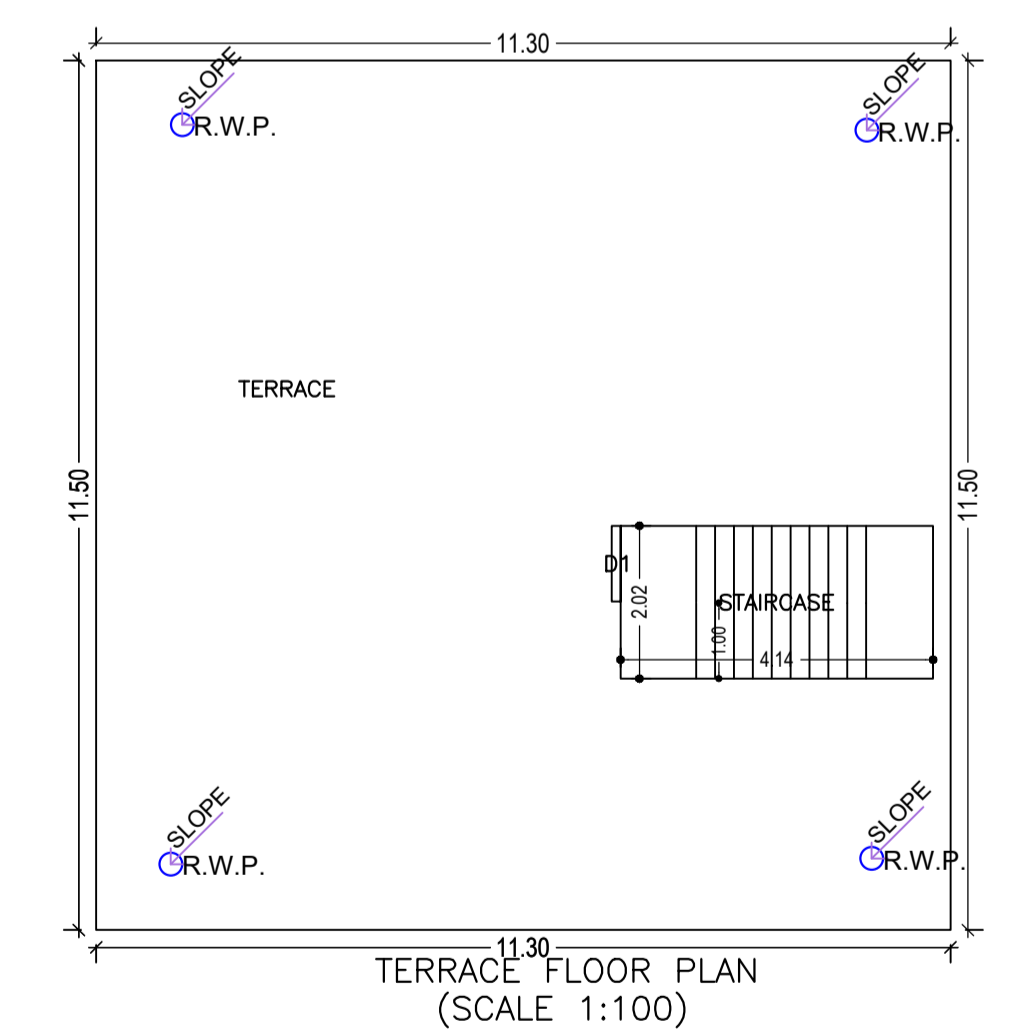 11.30
SLOPE
R.W.P.
SLOPE
R.W.P.
TERRACE
11.50
11.50
D1
2.02
STAIRCASE
1.00
4.14
SLOPE
R.W.P.
SLOPE
R.W.P.
11.30
TERRACE FLOOR PLAN
(SCALE 1:100)